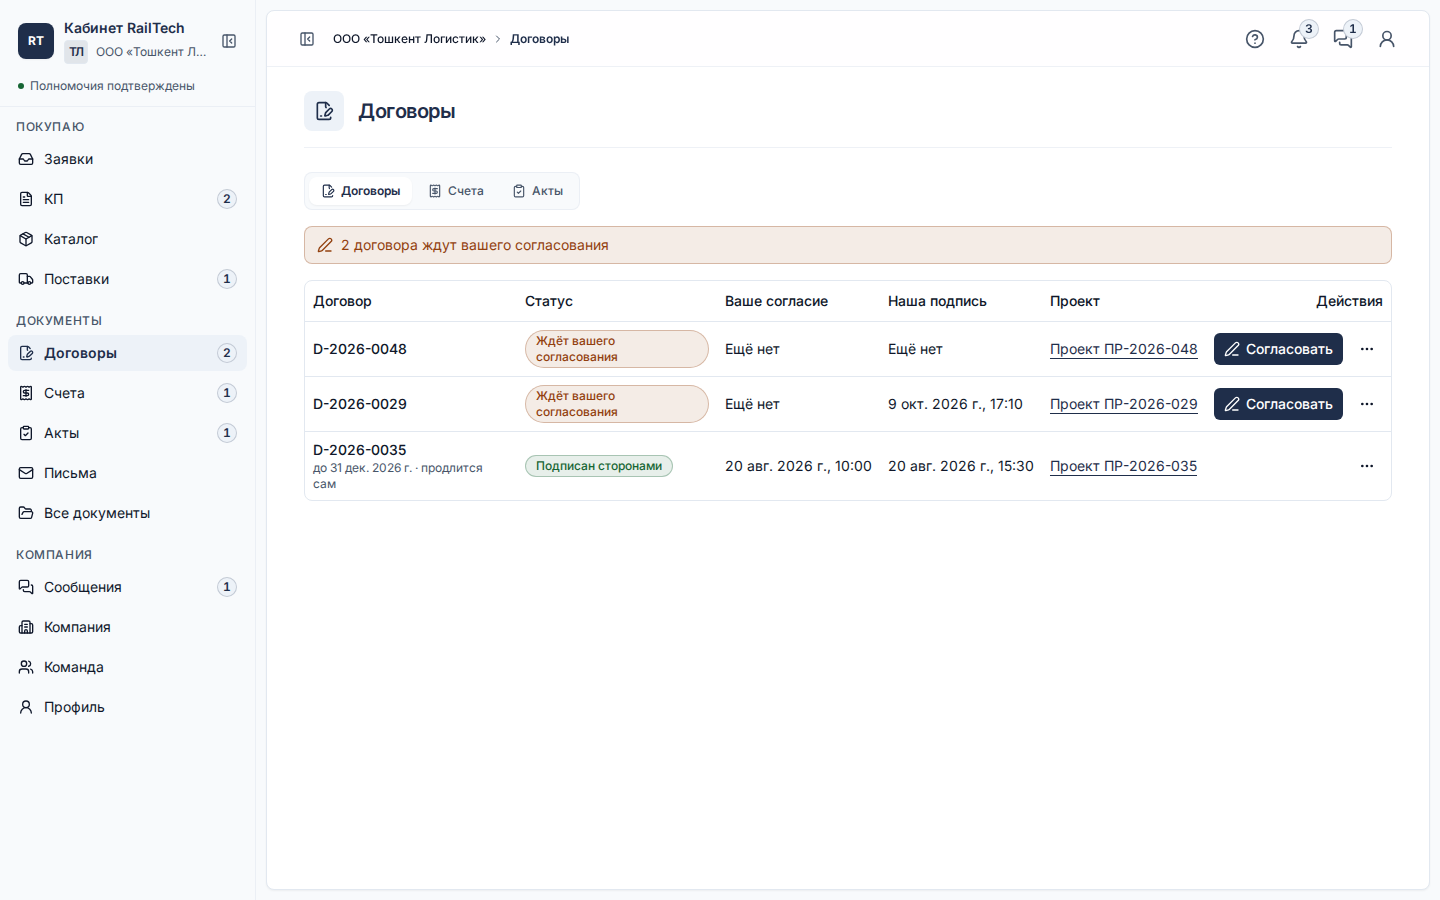 RT
Кабинет RailTech
ТЛ ООО «Тошкент Л...
Полномочия подтверждены
ПОКУПАЮ
Заявки
КП 2
Каталог
Поставки 1
ДОКУМЕНТЫ
Договоры 2
Счета 1
Акты 1
Письма
Все документы
КОМПАНИЯ
Сообщения 1
Компания
Команда
Профиль
ООО «Тошкент Логистик» > Договоры
3
1
Договоры
Договоры Счета Акты
2 договора ждут вашего согласования
Договор Статус Ваше согласие Наша подпись Проект Действия
D-2026-0048 Ждёт вашего согласования Ещё нет Ещё нет Проект ПР-2026-048 Согласовать ...
D-2026-0029 Ждёт вашего согласования Ещё нет 9 окт. 2026 г., 17:10 Проект ПР-2026-029 Согласовать ...
D-2026-0035
до 31 дек. 2026 г. · продлится
сам
Подписан сторонами 20 авг. 2026 г., 10:00 20 авг. 2026 г., 15:30 Проект ПР-2026-035 ...